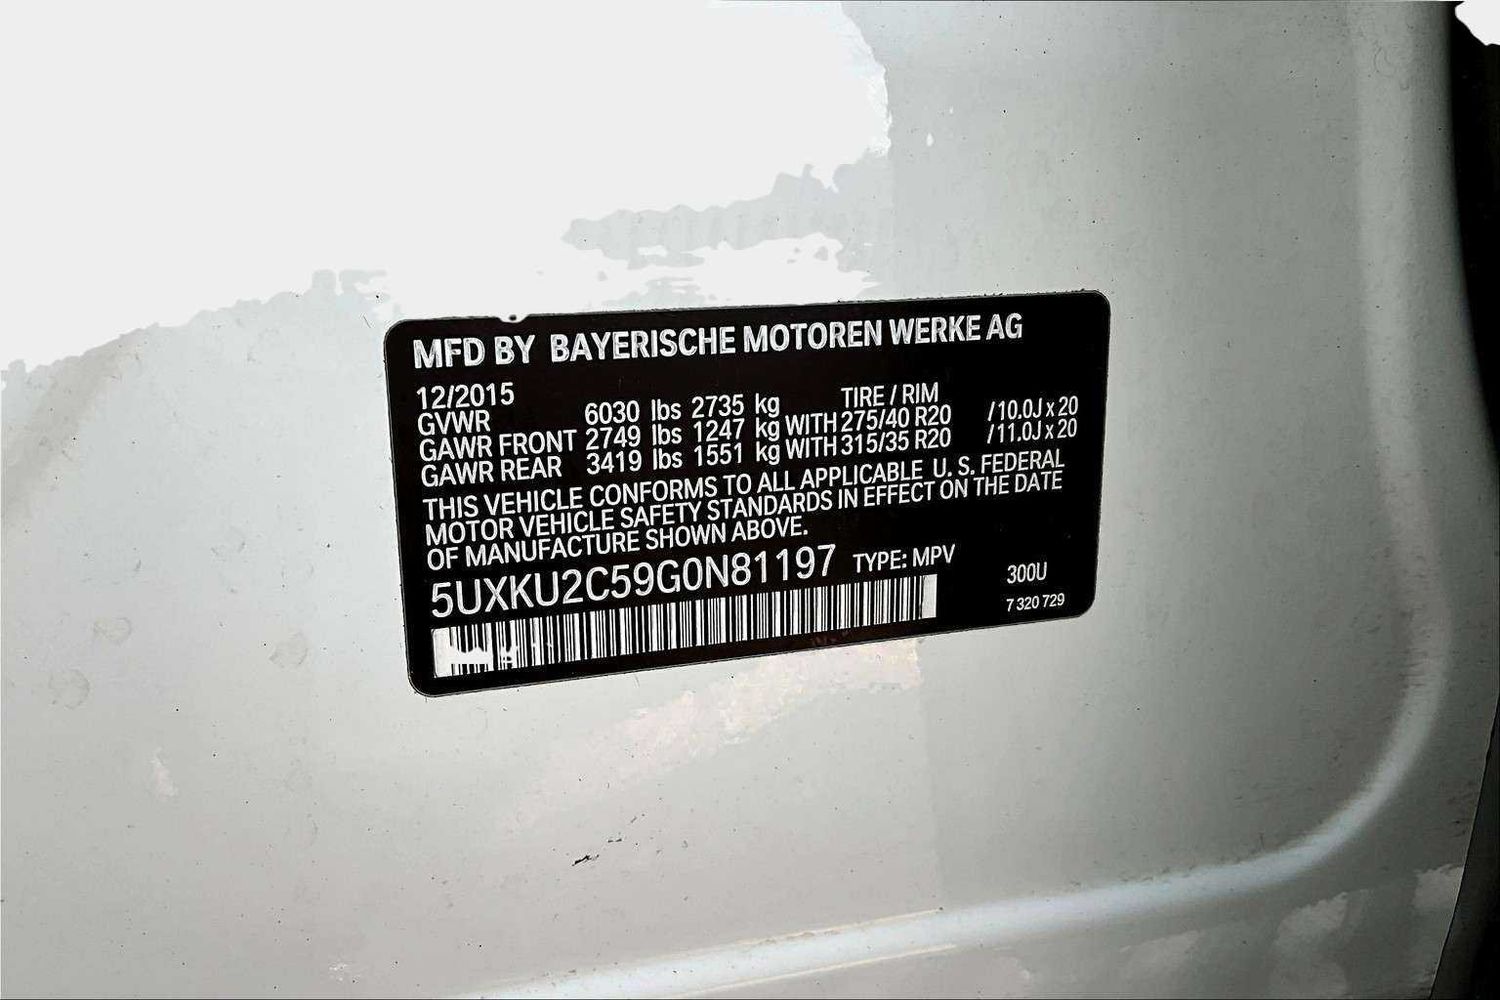 MFD BY BAYERISCHE MOTOREN WERKE AG
12/2015 TIRE / RIM
GVWR 6030 lbs 2735 kg
GAWR FRONT 2749 lbs 1247 kg WITH 275/40 R20 /10.0J x 20
GAWR REAR 3419 lbs 1551 kg WITH 315/35 R20 /11.0J x 20
THIS VEHICLE CONFORMS TO ALL APPLICABLE U. S. FEDERAL
MOTOR VEHICLE SAFETY STANDARDS IN EFFECT ON THE DATE
OF MANUFACTURE SHOWN ABOVE.
5UXKU2C59G0N81197 TYPE: MPV 300U
7 320 729